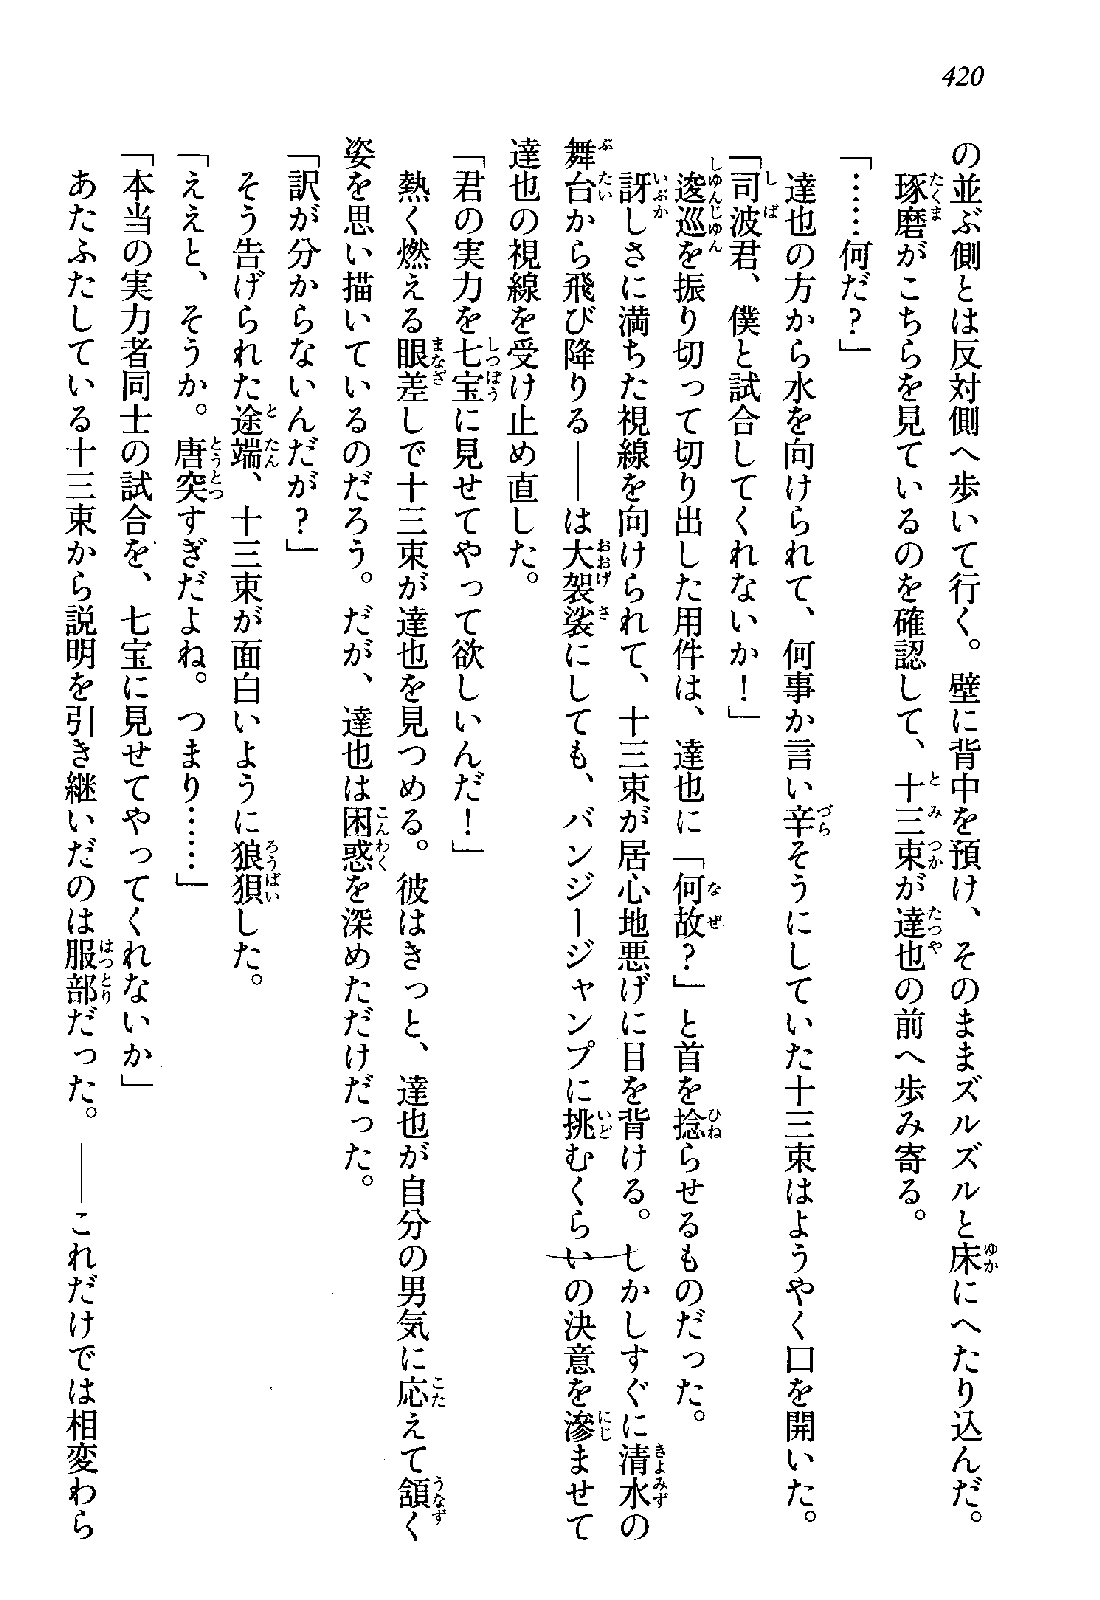 420
の並ぶ側とは反対側へ歩いて行く。壁に背中を預け、そのままズルズルと床にへたり込んだ。
琢磨がこちらを見ているのを確認して、十三束が達也の前へ歩み寄る。
「……何だ？」
達也の方から水を向けられて、何事か言い辛そうにしていた十三束はようやく口を開いた。
「司波君、僕と試合してくれないか！」
逡巡を振り切って切り出した用件は、達也に「何故？」と首を捻らせるものだった。
訝しさに満ちた視線を向けられて、十三束が居心地悪げに目を背ける。しかしすぐに清水の
舞台から飛び降りる――は大袈裟にしても、バンジージャンプに挑むくらいの決意を滲ませて
達也の視線を受け止め直した。
「君の実力を七宝に見せてやって欲しいんだ！」
熱く燃える眼差しで十三束が達也を見つめる。彼はきっと、達也が自分の男気に応えて頷く
姿を思い描いているのだろう。だが、達也は困惑を深めただけだった。
「訳が分からないんだが？」
そう告げられた途端、十三束が面白いように狼狽した。
「ええと、そうか。唐突すぎだよね。つまり……」
「本当の実力者同士の試合を、七宝に見せてやってくれないか」
あたふたしている十三束から説明を引き継いだのは服部だった。――これだけでは相変わら